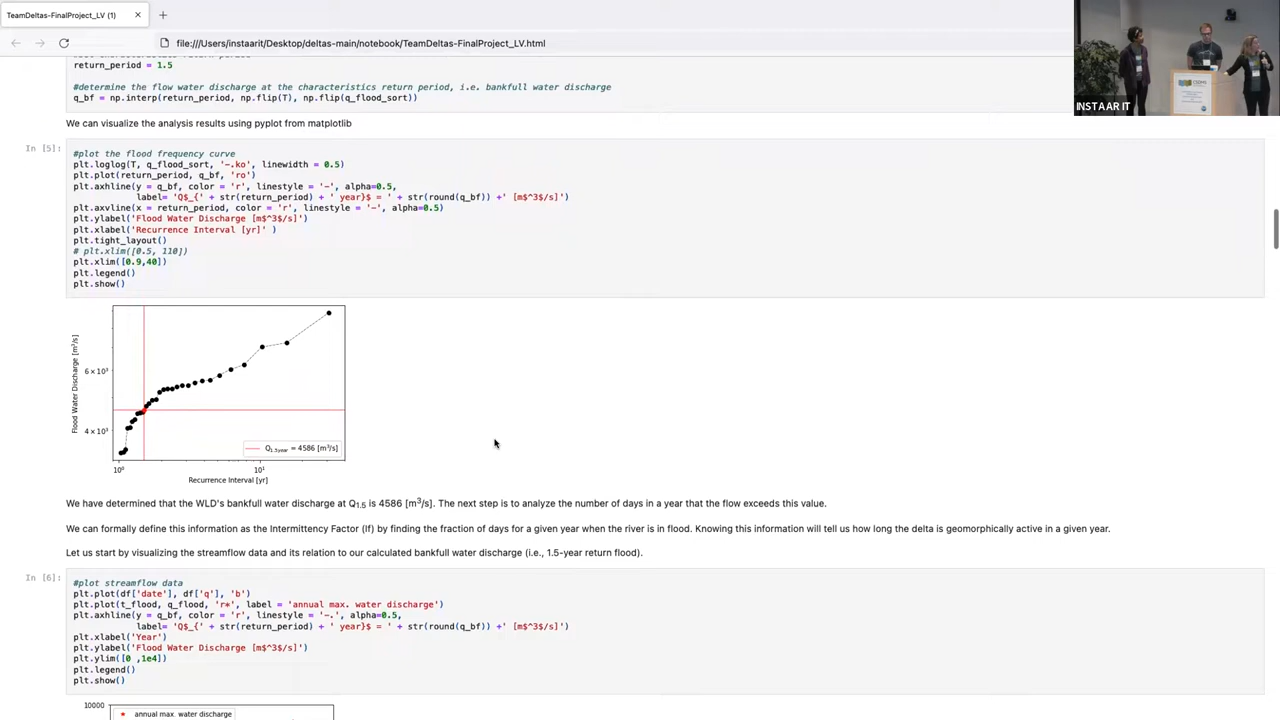 TeamDeltas-FinalProject_LV (1)
file:///Users/instaarit/Desktop/deltas-main/notebook/TeamDeltas-FinalProject_LV.html
return_period = 1.5
#determine the flow water discharge at the characteristics return period, i.e. bankfull water discharge
q_bf = np.interp(return_period, np.flip(T), np.flip(q_flood_sort))
INSTAAR IT
We can visualize the analysis results using pyplot from matplotlib
In [5]:
#plot the flood frequency curve
plt.loglog(T, q_flood_sort, '-.ko', linewidth = 0.5)
plt.plot(return_period, q_bf, 'ro')
plt.axhline(y = q_bf, color = 'r', linestyle = '-', alpha=0.5,
label= 'Q$_{' + str(return_period) + ' year}$ = ' + str(round(q_bf)) +' [m$^3$/s]')
plt.axvline(x = return_period, color = 'r', linestyle = '-', alpha=0.5)
plt.ylabel('Flood Water Discharge [m$^3$/s]')
plt.xlabel('Recurrence Interval [yr]' )
plt.tight_layout()
# plt.xlim([0.5, 110])
plt.xlim([0.9,40])
plt.legend()
plt.show()
Flood Water Discharge [m³/s]
6 × 10³
4 × 10³
Q1.5year = 4586 [m³/s]
10⁰
10¹
Recurrence Interval [yr]
We have determined that the WLD's bankfull water discharge at Q1.5 is 4586 [m³/s]. The next step is to analyze the number of days in a year that the flow exceeds this value.
We can formally define this information as the Intermittency Factor (If) by finding the fraction of days for a given year when the river is in flood. Knowing this information will tell us how long the delta is geomorphically active in a given year.
Let us start by visualizing the streamflow data and its relation to our calculated bankfull water discharge (i.e., 1.5-year return flood).
In [6]:
#plot streamflow data
plt.plot(df['date'], df['q'], 'b')
plt.plot(t_flood, q_flood, 'r*', label = 'annual max. water discharge')
plt.axhline(y = q_bf, color = 'r', linestyle = '-.', alpha=0.5,
label= 'Q$_{' + str(return_period) + ' year}$ = ' + str(round(q_bf)) +' [m$^3$/s]')
plt.xlabel('Year')
plt.ylabel('Flood Water Discharge [m$^3$/s]')
plt.ylim([0 ,1e4])
plt.legend()
plt.show()
10000
annual max. water discharge